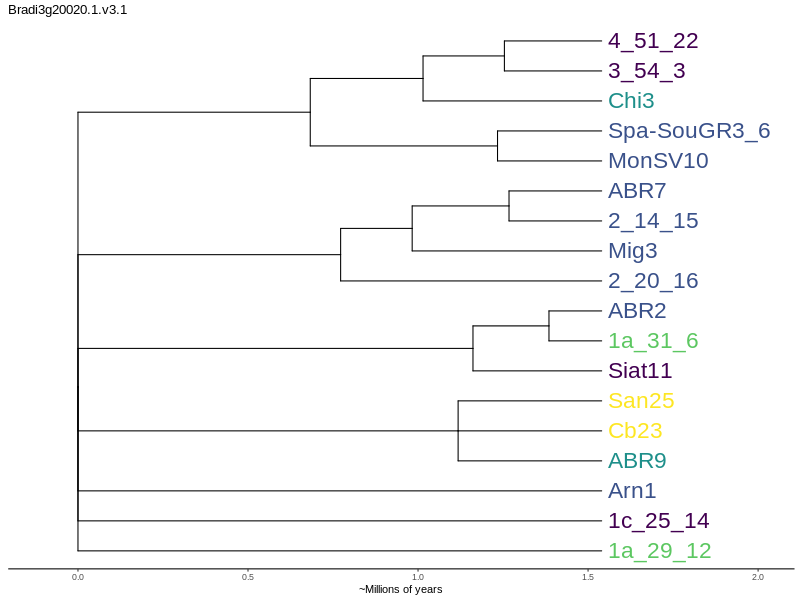 Bradi3g20020.1.v3.1
4_51_22
3_54_3
Chi3
Spa-SouGR3_6
MonSV10
ABR7
2_14_15
Mig3
2_20_16
ABR2
1a_31_6
Siat11
San25
Cb23
ABR9
Arn1
1c_25_14
1a_29_12
0.0 0.5 1.0 1.5 2.0
~Millions of years